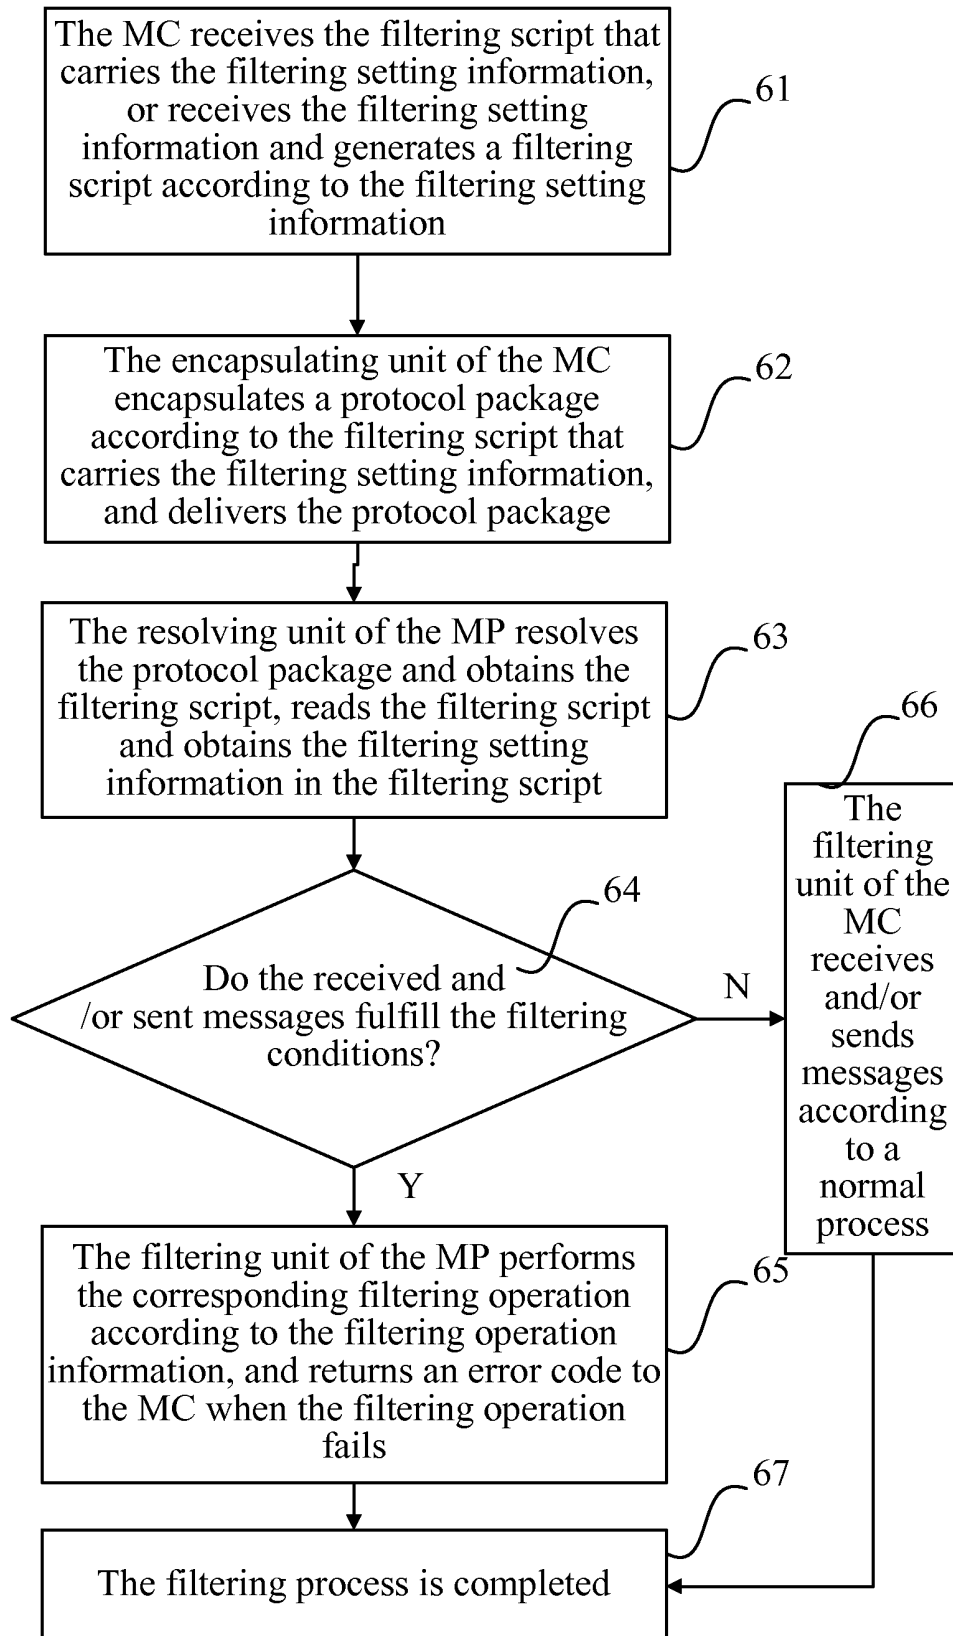 The MC receives the filtering script that
carries the filtering setting information,
or receives the filtering setting
information and generates a filtering
script according to the filtering setting
information
61
The encapsulating unit of the MC
encapsulates a protocol package
according to the filtering script that
carries the filtering setting information,
and delivers the protocol package
62
The resolving unit of the MP resolves
the protocol package and obtains the
filtering script, reads the filtering script
and obtains the filtering setting
information in the filtering script
63
64
Do the received and
/or sent messages fulfill the filtering
conditions?
N
66
The
filtering
unit of the
MC
receives
and/or
sends
messages
according
to a
normal
process
Y
The filtering unit of the MP performs
the corresponding filtering operation
according to the filtering operation
information, and returns an error code to
the MC when the filtering operation
fails
65
67
The filtering process is completed